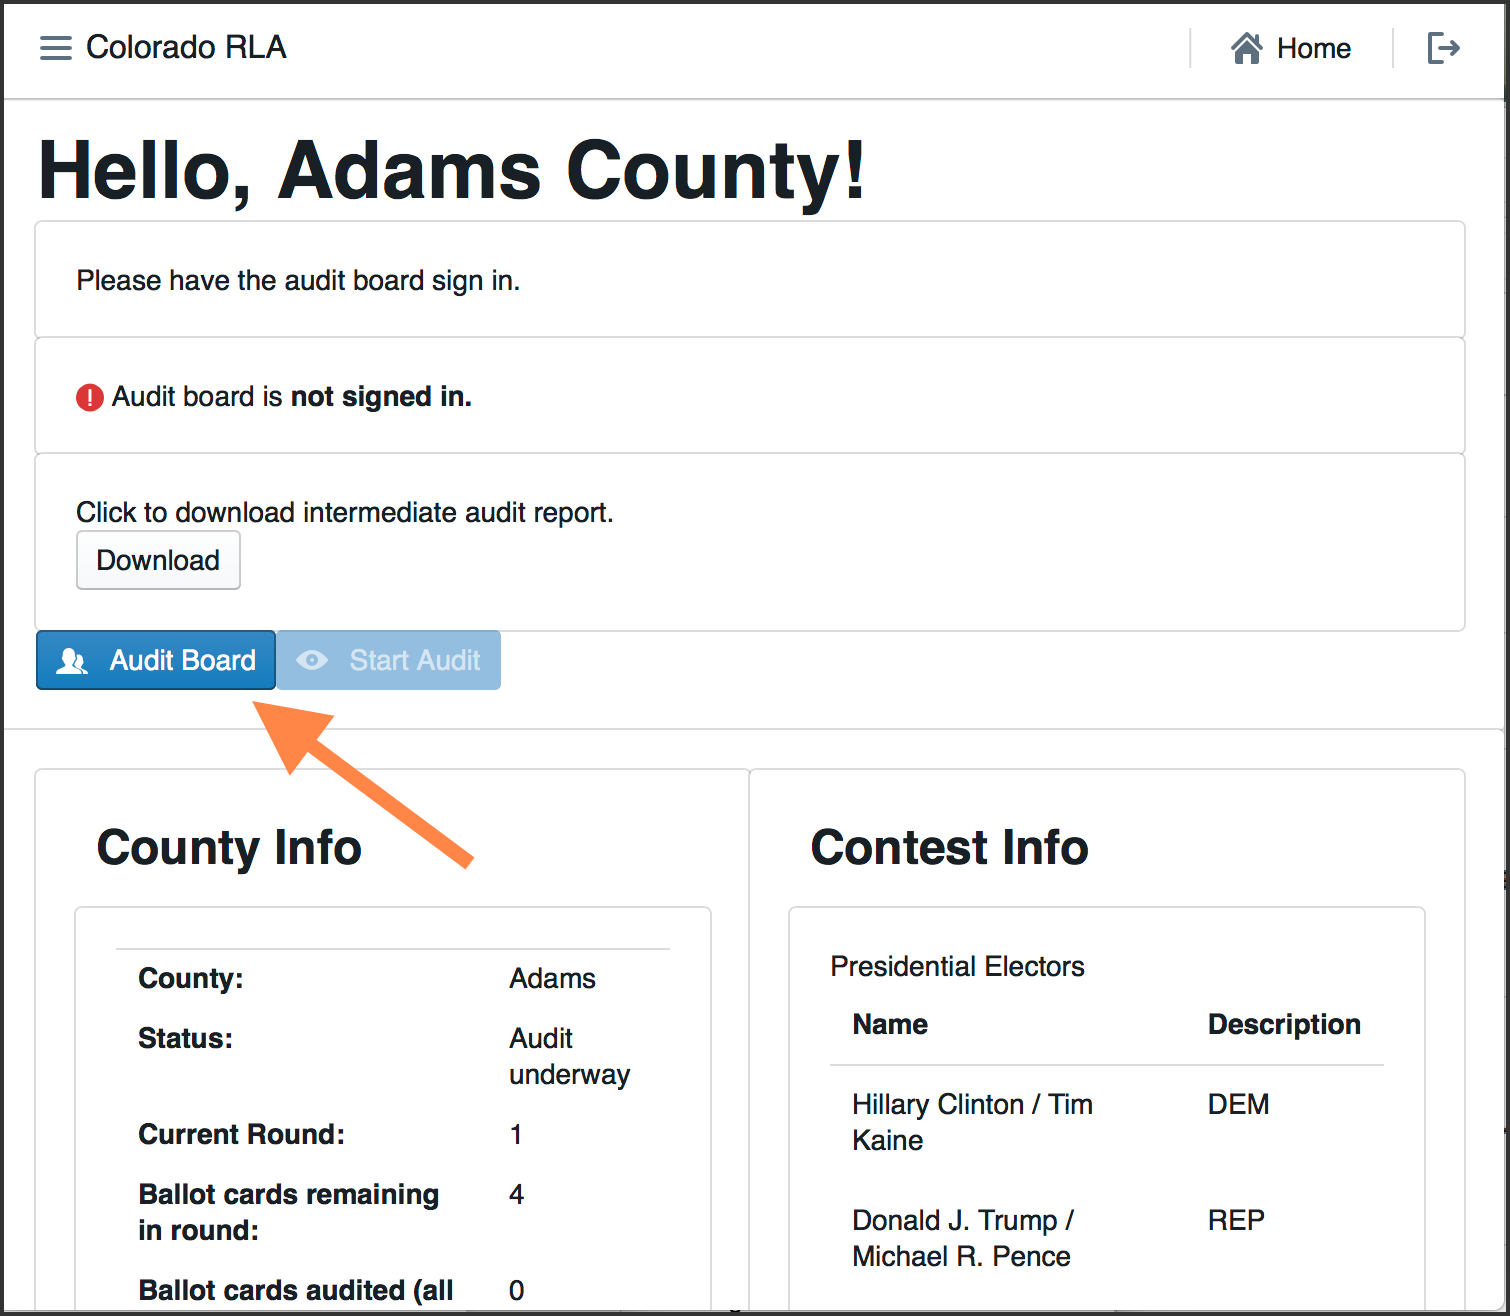 Colorado RLA
Home
Hello, Adams County!
Please have the audit board sign in.
! Audit board is not signed in.
Click to download intermediate audit report.
Download
Audit Board
Start Audit
County Info
County: Adams
Status: Audit
underway
Current Round: 1
Ballot cards remaining 4
in round:
Ballot cards audited (all 0
Contest Info
Presidential Electors
Name Description
Hillary Clinton / Tim DEM
Kaine
Donald J. Trump / REP
Michael R. Pence